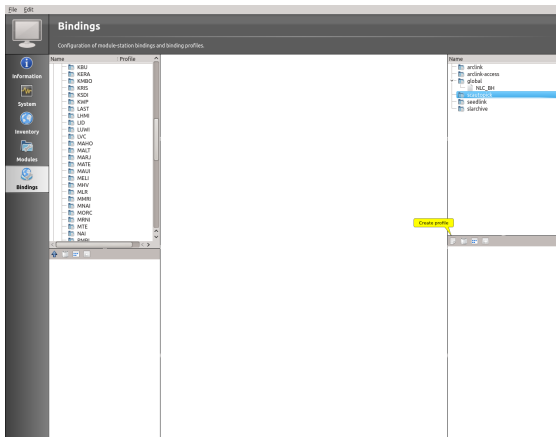 File Edit
Bindings
Configuration of module-station bindings and binding profiles.
Information
System
Inventory
Modules
Bindings
Name Profile
KBU
KERA
KMBO
KRIS
KSDI
KWP
LAST
LHMI
LID
LUWI
LVC
MAHO
MALT
MARJ
MATE
MAUI
MELI
MHV
MLR
MMRI
MNAI
MORC
MRNI
MTE
NAI
Name
arclink
arclink-access
global
NLC_BH
scautopick
seedlink
slarchive
Create profile